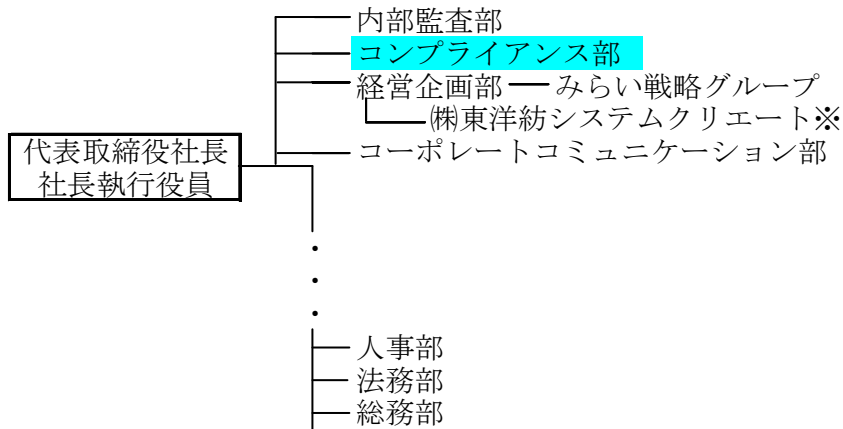 内部監査部
コンプライアンス部
経営企画部 みらい戦略グループ
㈱東洋紡システムクリエート※
コーポレートコミュニケーション部
代表取締役社長
社長執行役員
・
・
・
人事部
法務部
総務部